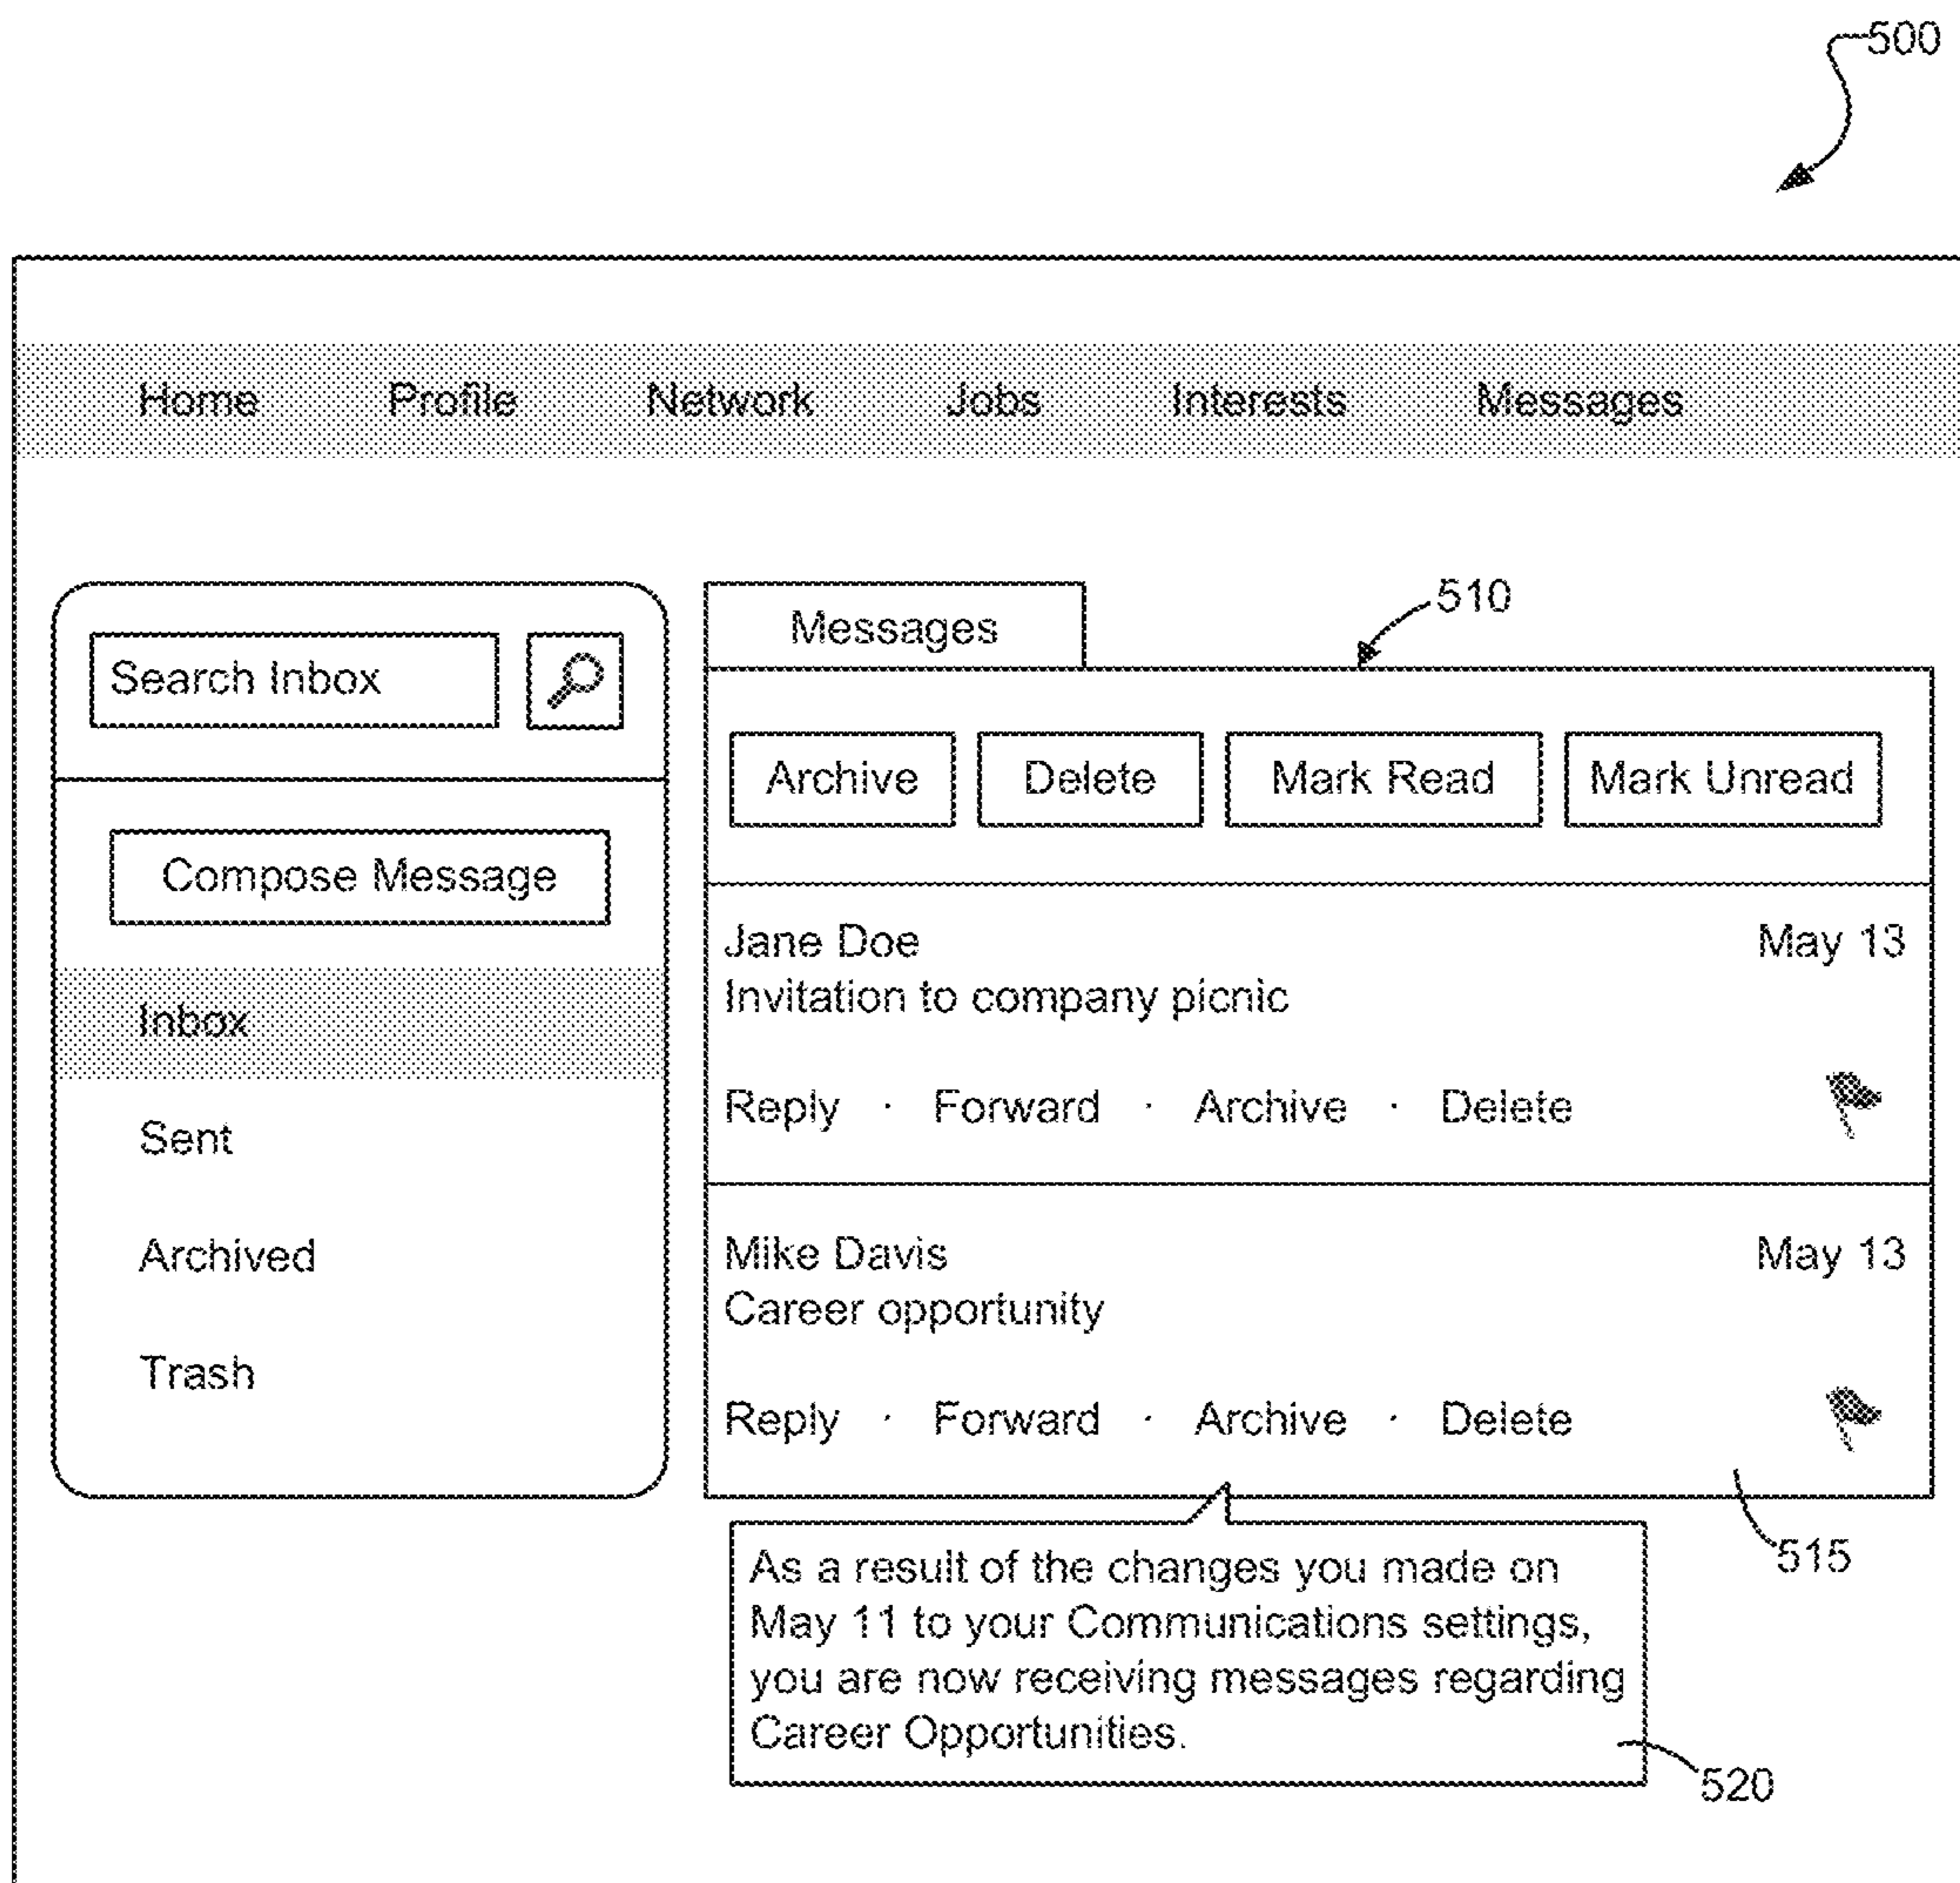 500
Home Profile Network Jobs Interests Messages
Search Inbox
Compose Message
Inbox
Sent
Archived
Trash
Messages
510
Archive Delete Mark Read Mark Unread
Jane Doe May 13
Invitation to company picnic
Reply · Forward · Archive · Delete
Mike Davis May 13
Career opportunity
Reply · Forward · Archive · Delete
515
As a result of the changes you made on
May 11 to your Communications settings,
you are now receiving messages regarding
Career Opportunities.
520